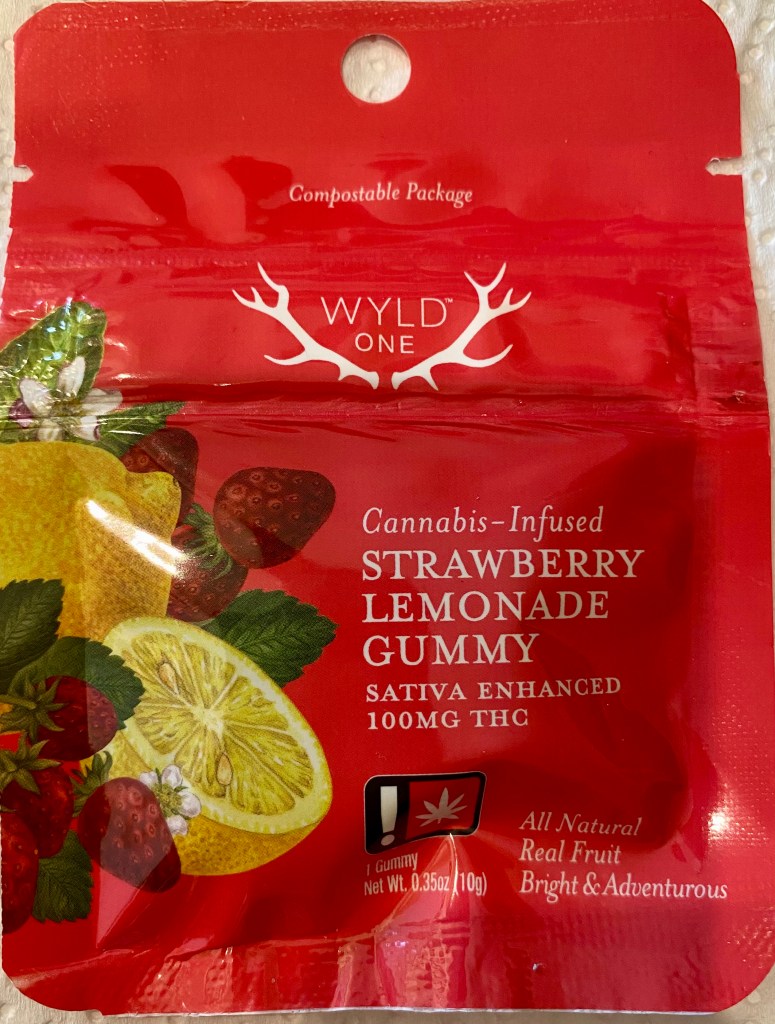 Compostable Package
WYLD™
ONE
Cannabis-Infused
STRAWBERRY
LEMONADE
GUMMY
SATIVA ENHANCED
100MG THC
!
1 Gummy
Net Wt. 0.35oz (10g)
All Natural
Real Fruit
Bright & Adventurous